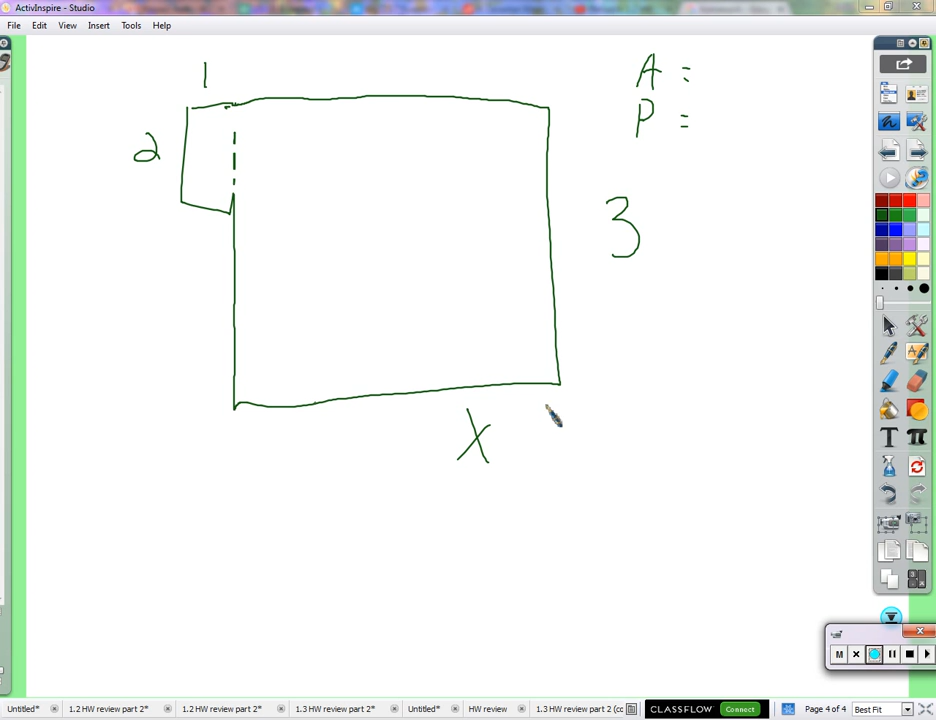 ActivInspire - Studio
File Edit View Insert Tools Help
1
A =
P =
2
3
X
T π
M
Untitled* 1.2 HW review part 2* 1.2 HW review part 2* 1.3 HW review part 2* Untitled* HW review 1.3 HW review part 2 (cc CLASSFLOW Connect Page 4 of 4 Best Fit